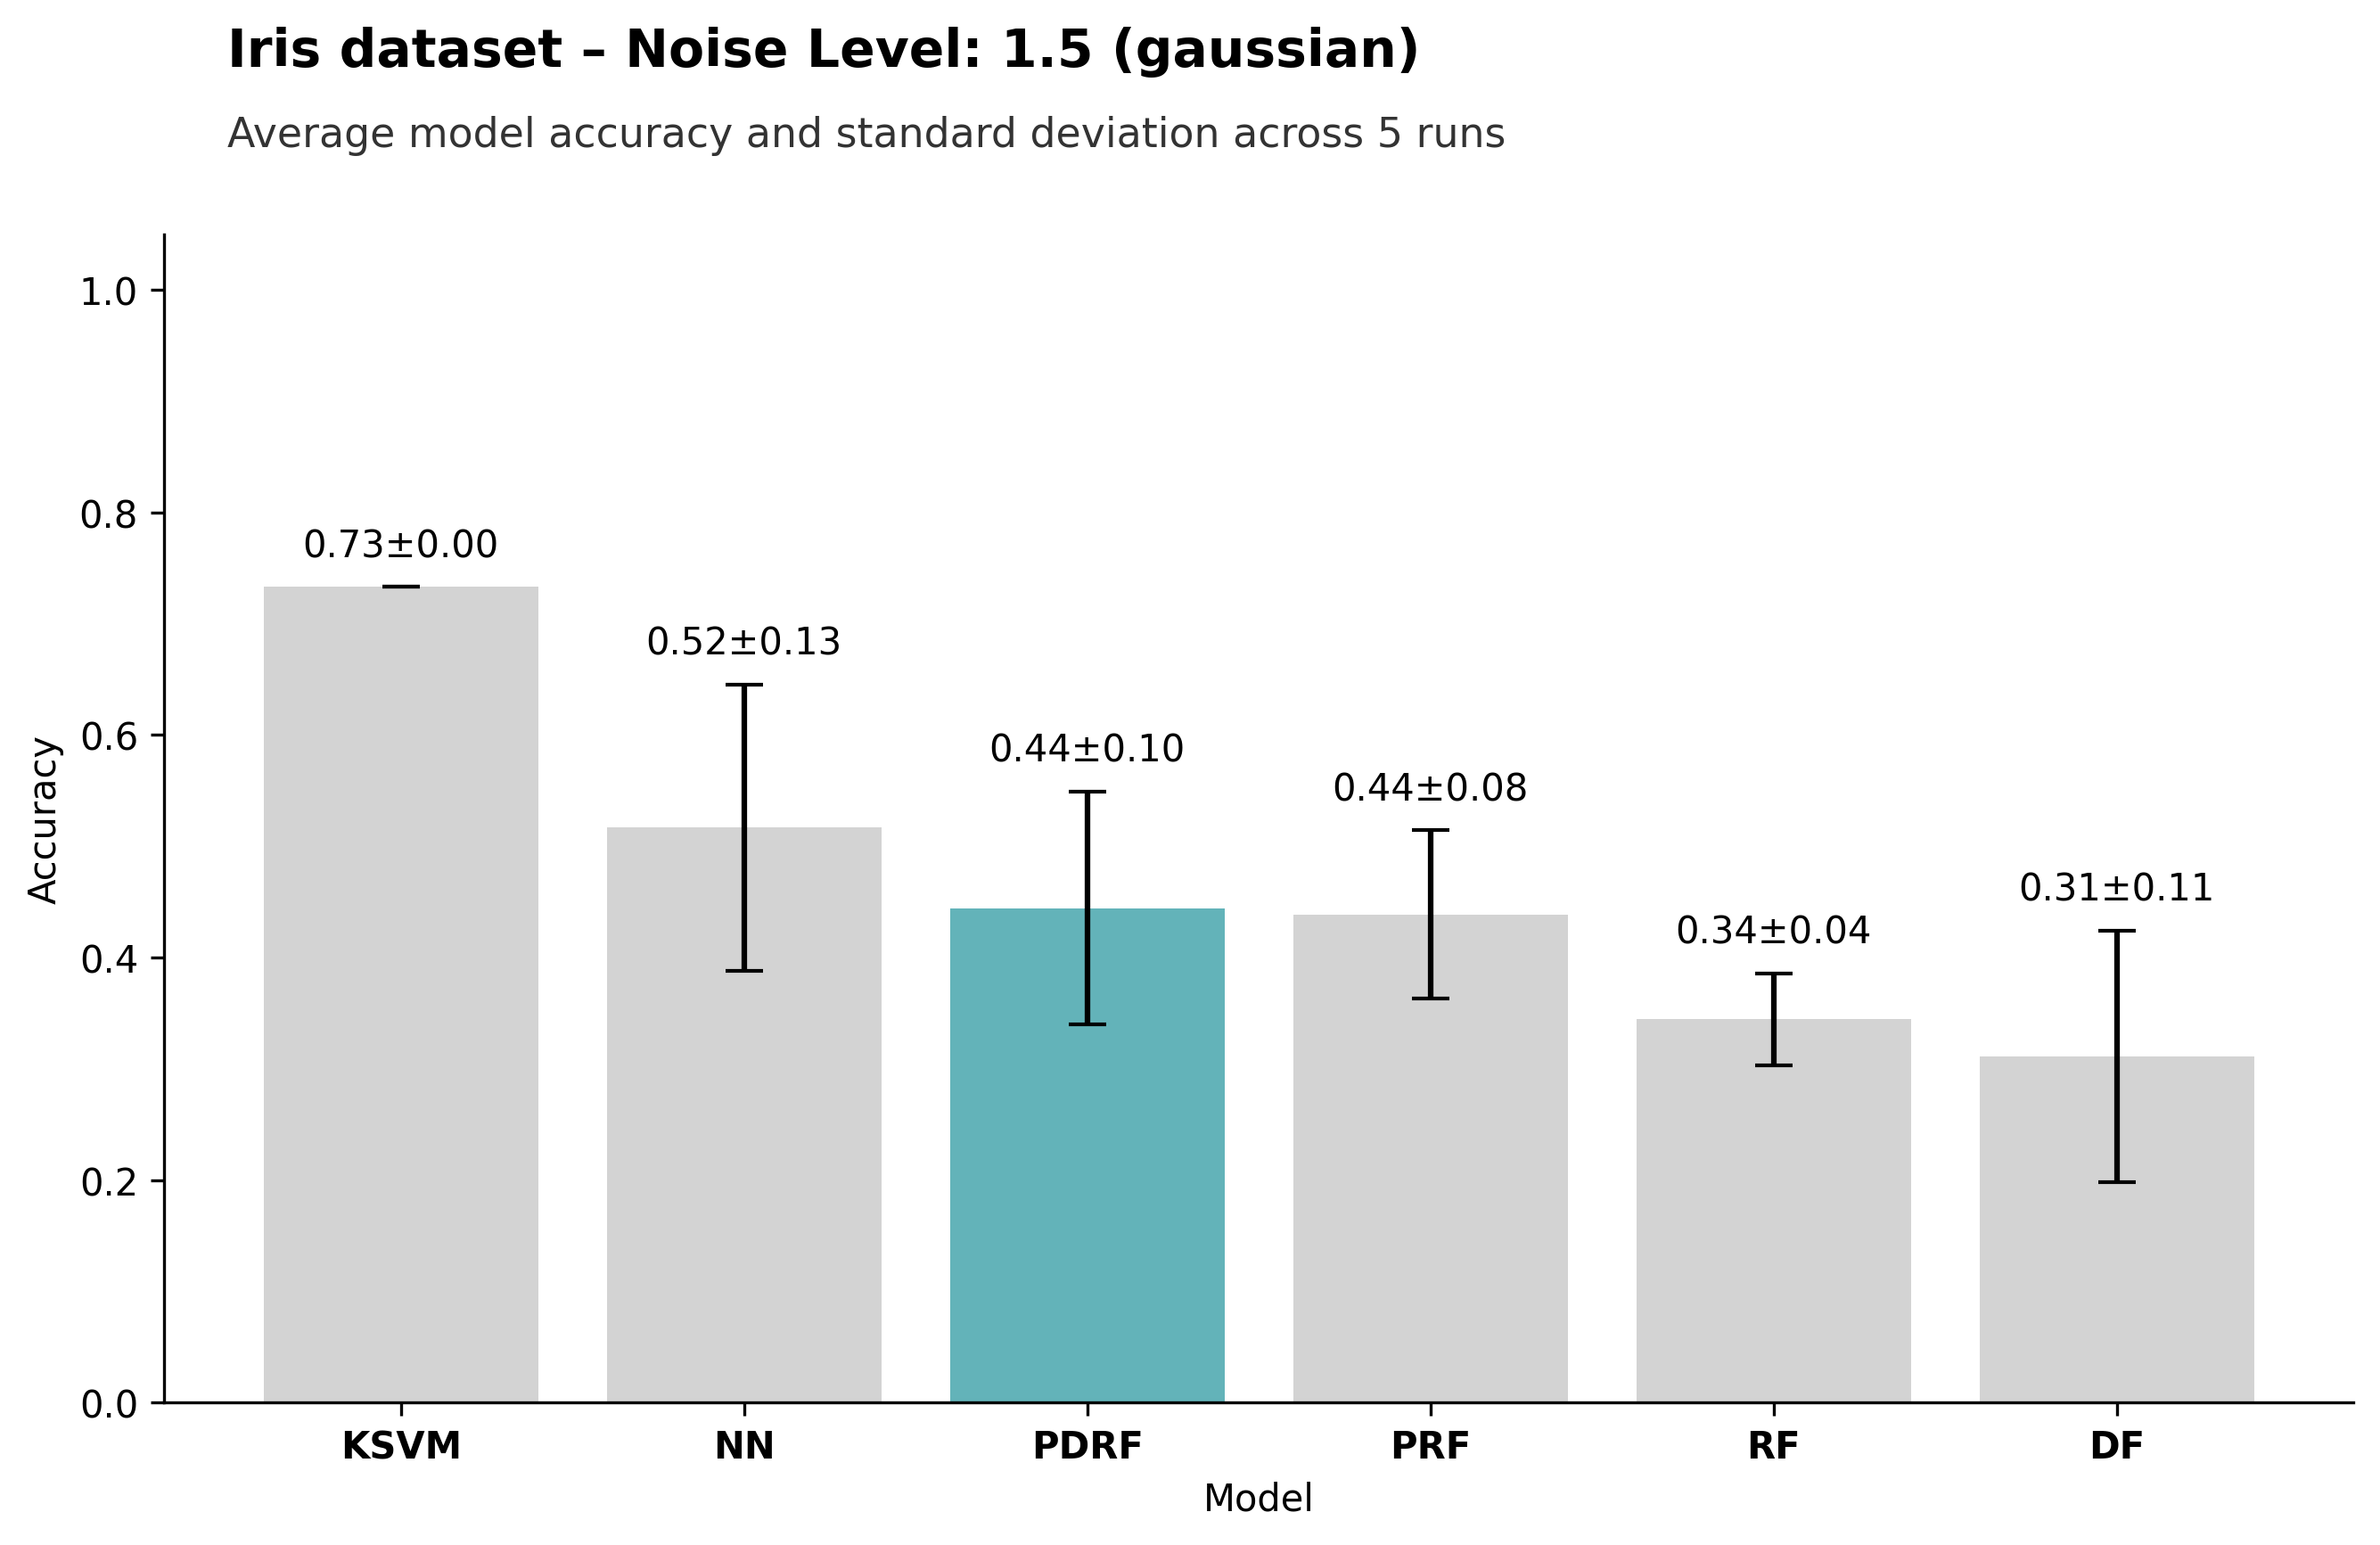 Iris dataset – Noise Level: 1.5 (gaussian)
Average model accuracy and standard deviation across 5 runs
1.0
0.8
0.6
0.4
0.2
0.0
Accuracy
0.73±0.00
0.52±0.13
0.44±0.10
0.44±0.08
0.34±0.04
0.31±0.11
KSVM NN PDRF PRF RF DF
Model